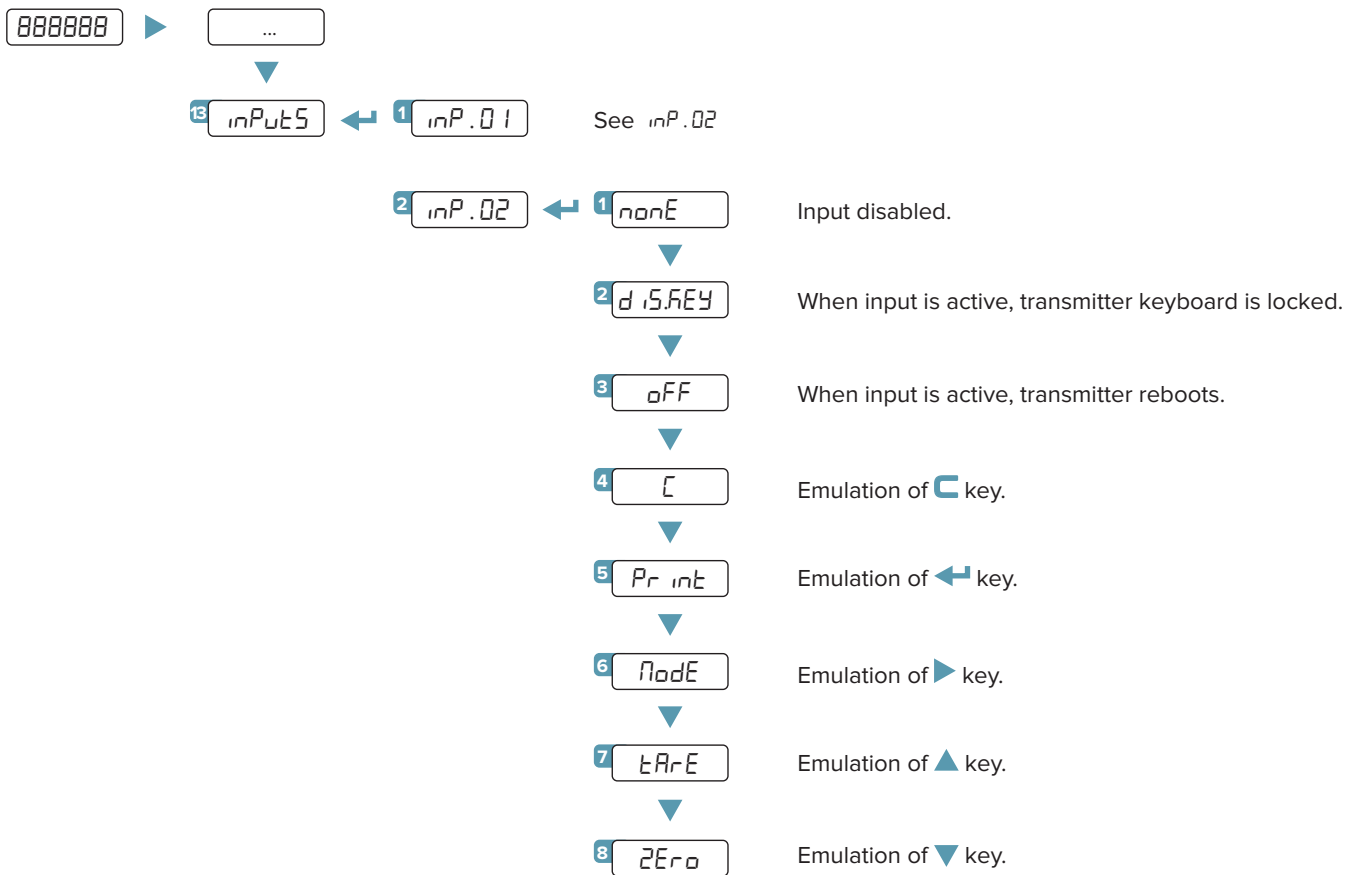 888888 ...
13 inPutS 1 inP.01 See inP.02
2 inP.02 1 nonE Input disabled.
2 diS.KEY When input is active, transmitter keyboard is locked.
3 oFF When input is active, transmitter reboots.
4 C Emulation of C key.
5 Print Emulation of key.
6 ModE Emulation of key.
7 tArE Emulation of key.
8 ZEro Emulation of key.